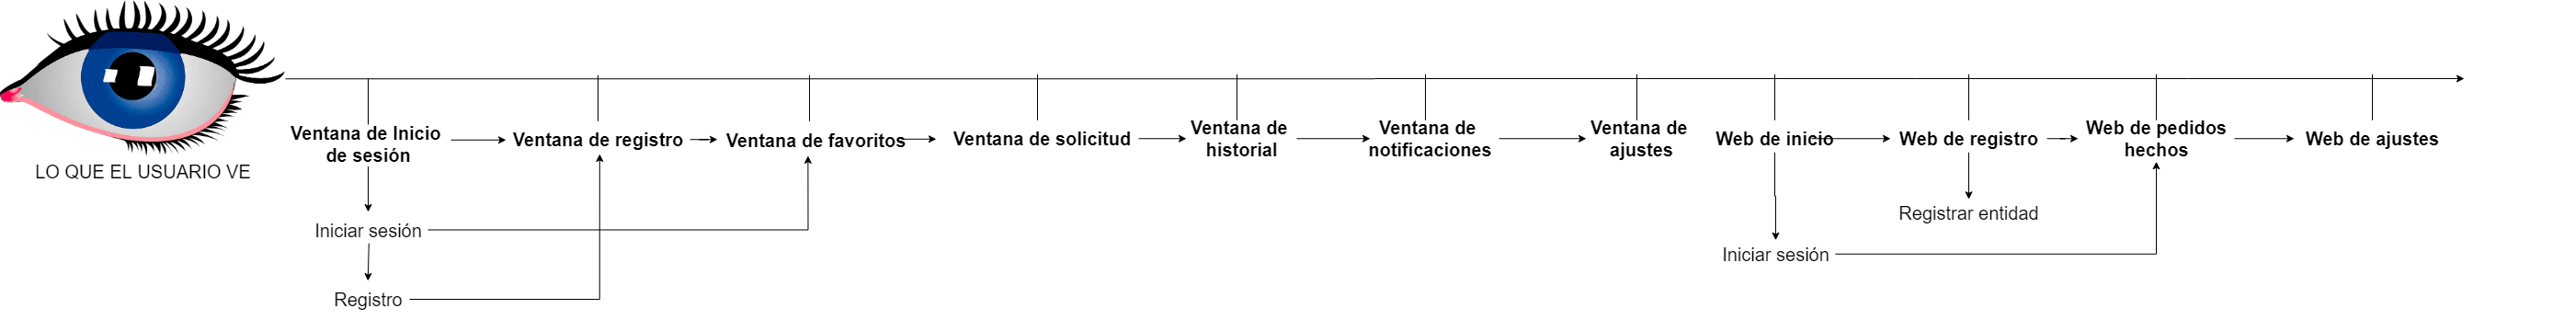 LO QUE EL USUARIO VE
Ventana de Inicio
de sesión
Ventana de registro
Ventana de favoritos
Ventana de solicitud
Ventana de
historial
Ventana de
notificaciones
Ventana de
ajustes
Web de inicio
Web de registro
Web de pedidos
hechos
Web de ajustes
Iniciar sesión
Registro
Registrar entidad
Iniciar sesión